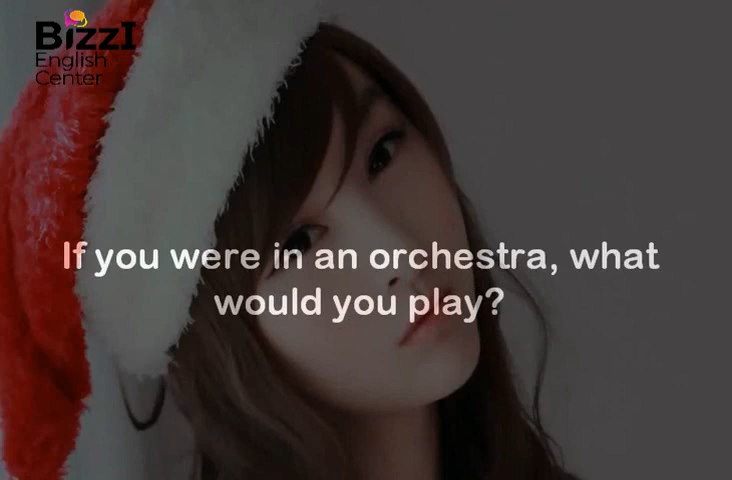 BizzI
English
Center
If you were in an orchestra, what
would you play?